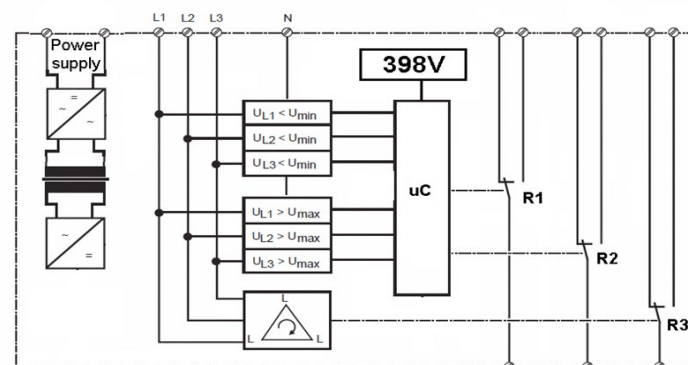 L1 L2 L3 N
Power
supply
398V
UL1 < Umin
UL2 < Umin
UL3 < Umin
uC
R1
UL1 > Umax
UL2 > Umax
UL3 > Umax
R2
L
L L
R3
~ =
~
~
=